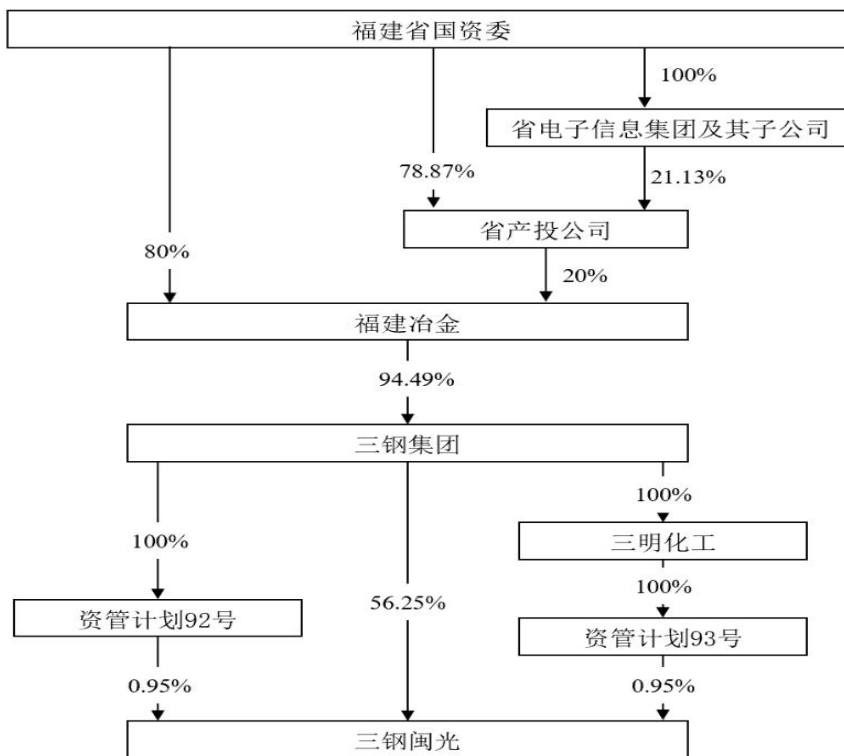 福建省国资委
100%
省电子信息集团及其子公司
78.87%
21.13%
省产投公司
80%
20%
福建冶金
94.49%
三钢集团
100%
三明化工
100%
56.25%
100%
资管计划92号
资管计划93号
0.95%
0.95%
三钢闽光